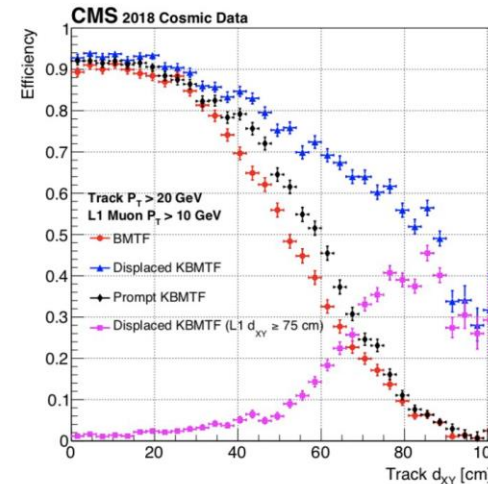 CMS 2018 Cosmic Data
Efficiency
1
0.9
0.8
0.7
0.6
0.5
0.4
0.3
0.2
0.1
0
Track P_T > 20 GeV
L1 Muon P_T > 10 GeV
BMTF
Displaced KBMTF
Prompt KBMTF
Displaced KBMTF (L1 d_XY ≥ 75 cm)
0 20 40 60 80 100
Track d_XY [cm]